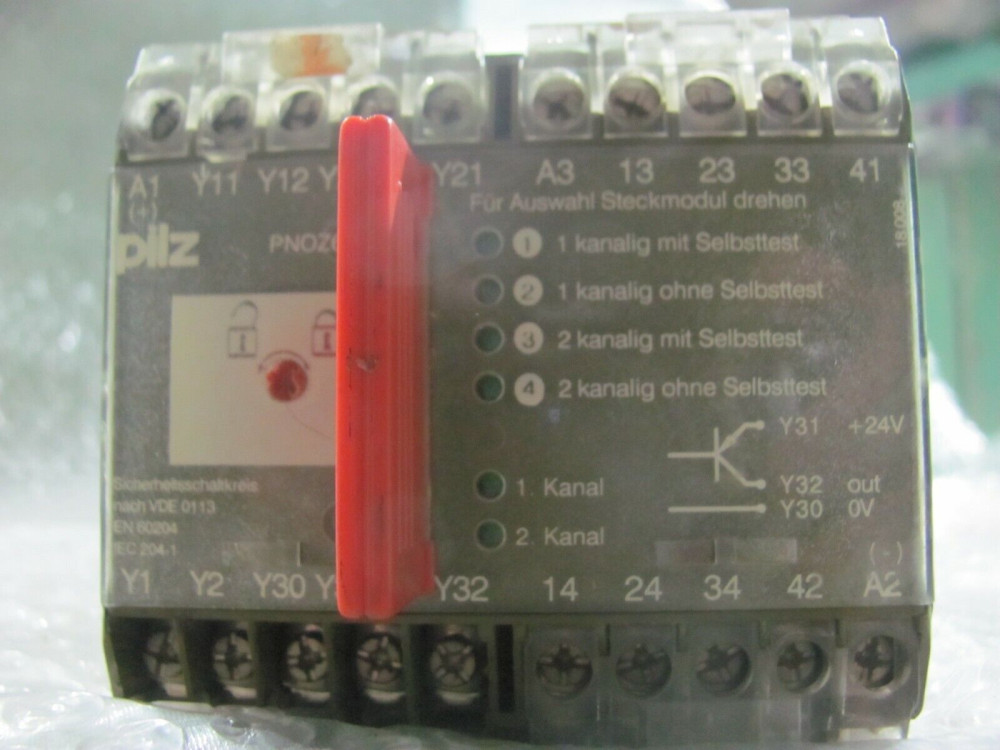 A1 Y11 Y12 Y21 A3 13 23 33 41
(+)
Für Auswahl Steckmodul drehen
pilz
PNOZ
18.008
1 1 kanalig mit Selbsttest
2 1 kanalig ohne Selbsttest
3 2 kanalig mit Selbsttest
4 2 kanalig ohne Selbsttest
Y31 +24V
Y32 out
Y30 0V
1. Kanal
2. Kanal
Sicherheitsschaltkreis
nach VDE 0113
EN 60204
IEC 204-1
(-)
Y1 Y2 Y30 Y32 14 24 34 42 A2